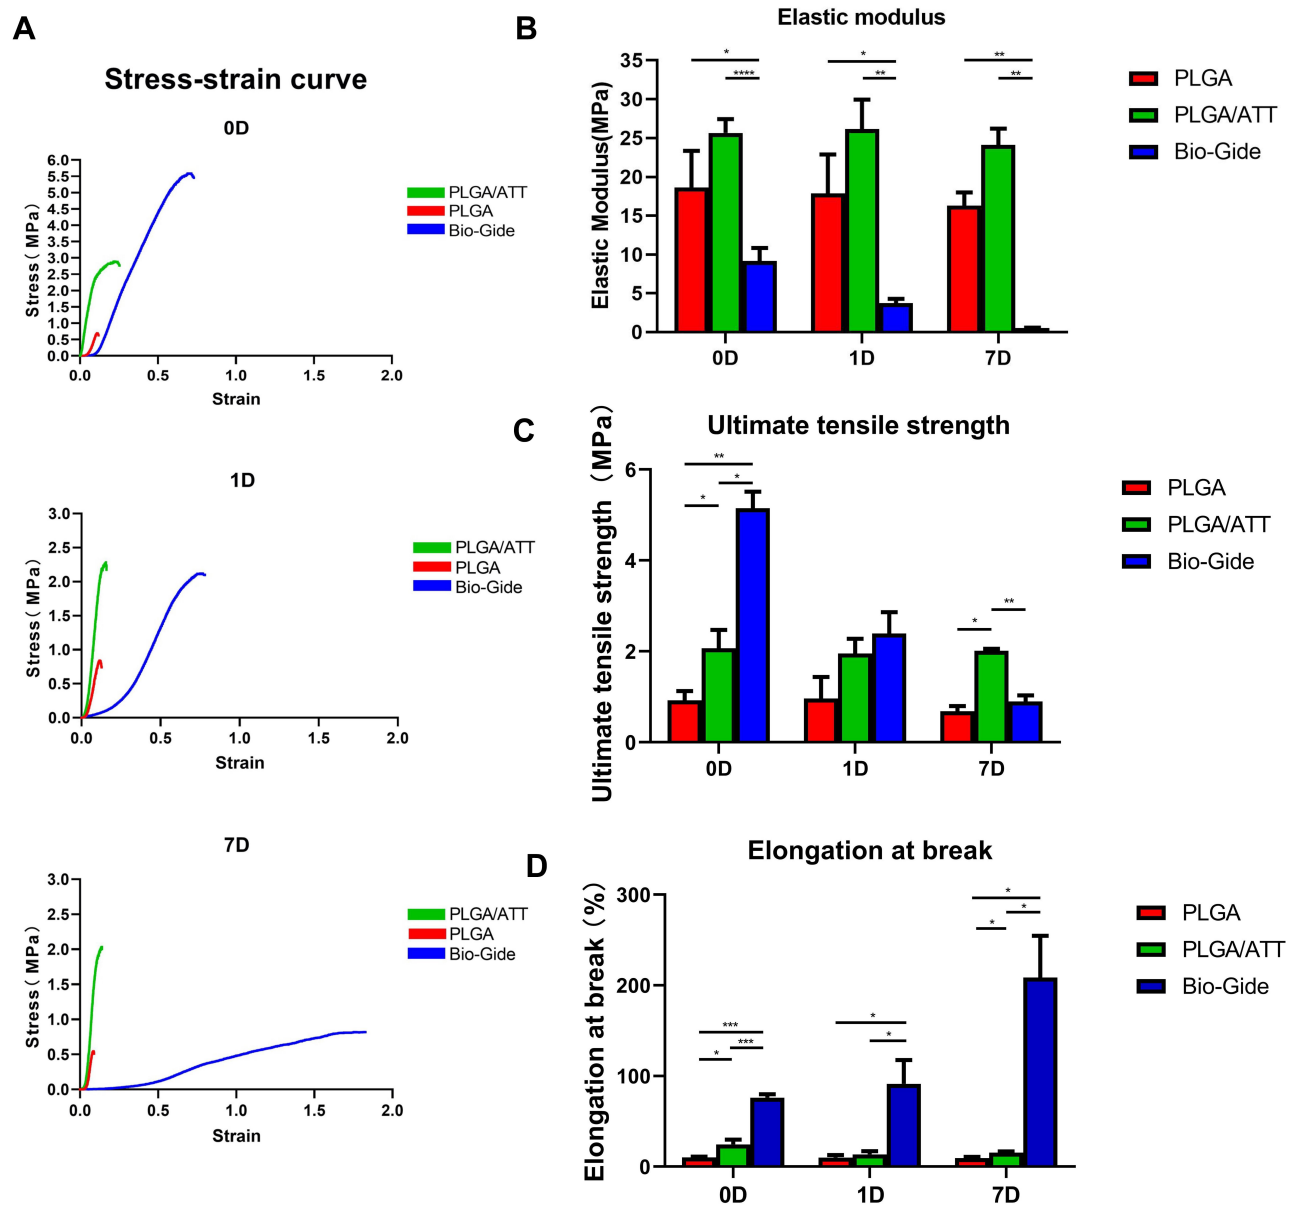 A
Stress-strain curve
0D
6.0
5.5
5.0
4.5
4.0
3.5
3.0
2.5
2.0
1.5
1.0
0.5
0.0
Stress（MPa）
0.0 0.5 1.0 1.5 2.0
Strain
PLGA/ATT
PLGA
Bio-Gide
1D
3.0
2.5
2.0
1.5
1.0
0.5
0.0
Stress（MPa）
0.0 0.5 1.0 1.5 2.0
Strain
PLGA/ATT
PLGA
Bio-Gide
7D
3.0
2.5
2.0
1.5
1.0
0.5
0.0
Stress（MPa）
0.0 0.5 1.0 1.5 2.0
Strain
PLGA/ATT
PLGA
Bio-Gide
B
Elastic modulus
35
30
25
20
15
10
5
0
Elastic Modulus(MPa)
* * **
**** ** **
0D 1D 7D
PLGA
PLGA/ATT
Bio-Gide
C
Ultimate tensile strength
6
4
2
0
Ultimate tensile strength（MPa）
**
*
*
**
*
0D 1D 7D
PLGA
PLGA/ATT
Bio-Gide
D
Elongation at break
300
200
100
0
Elongation at break（%）
*
*
*
*
***
*
***
*
0D 1D 7D
PLGA
PLGA/ATT
Bio-Gide